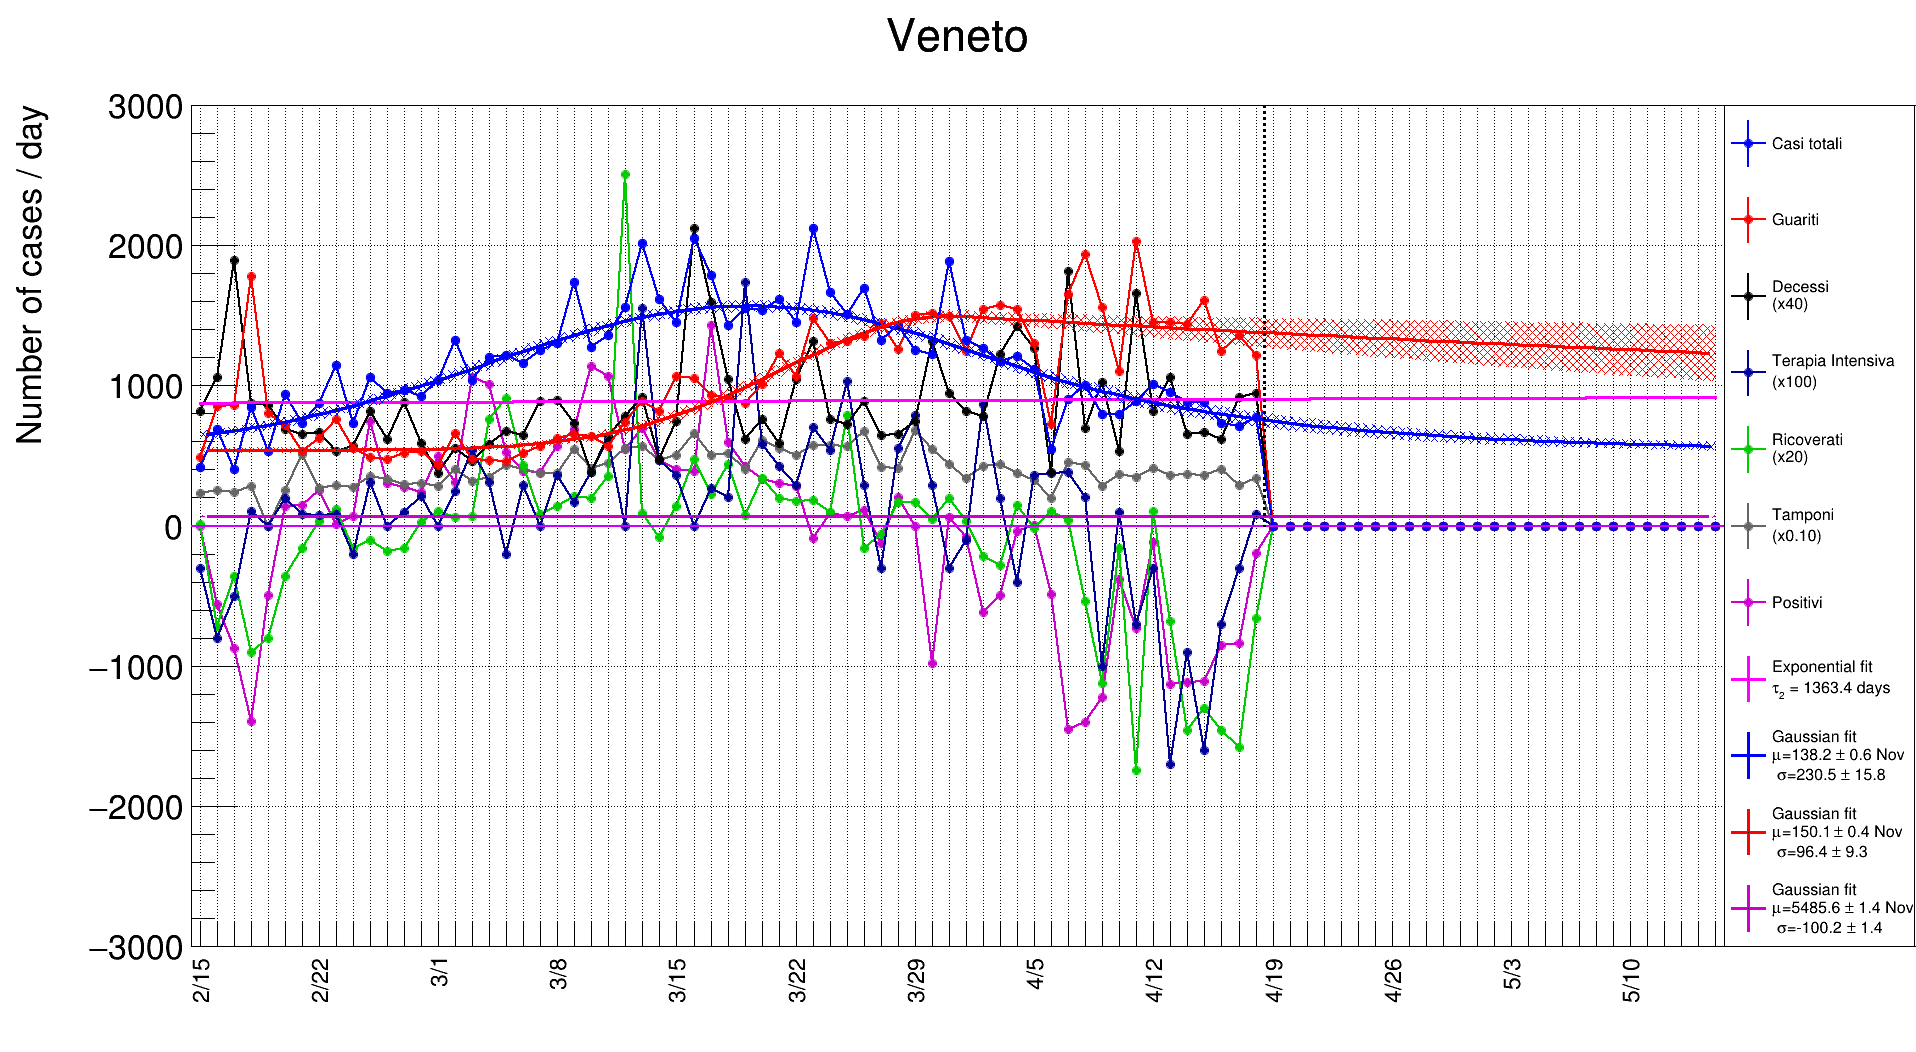 Veneto
Number of cases / day
3000
2000
1000
0
−1000
−2000
−3000
2/15
2/22
3/1
3/8
3/15
3/22
3/29
4/5
4/12
4/19
4/26
5/3
5/10
Casi totali
Guariti
Decessi
(x40)
Terapia Intensiva
(x100)
Ricoverati
(x20)
Tamponi
(x0.10)
Positivi
Exponential fit
τ2 = 1363.4 days
Gaussian fit
μ=138.2 ± 0.6 Nov
σ=230.5 ± 15.8
Gaussian fit
μ=150.1 ± 0.4 Nov
σ=96.4 ± 9.3
Gaussian fit
μ=5485.6 ± 1.4 Nov
σ=-100.2 ± 1.4